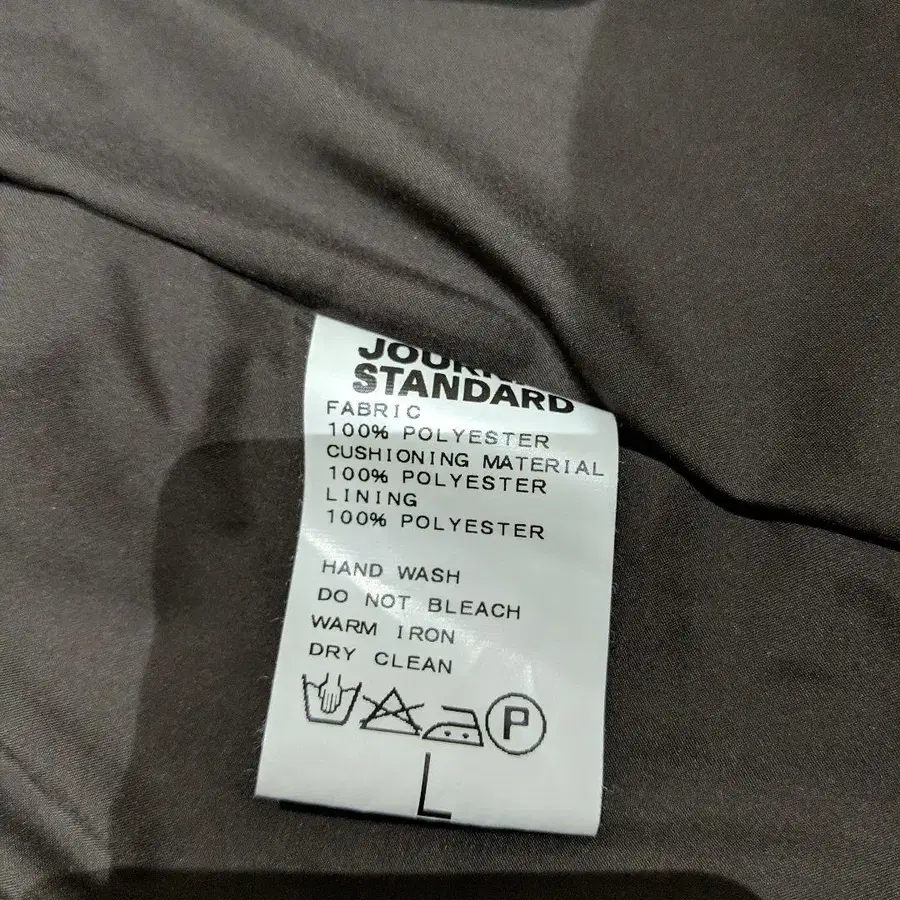 STANDARD
FABRIC
100% POLYESTER
CUSHIONING MATERIAL
100% POLYESTER
LINING
100% POLYESTER
HAND WASH
DO NOT BLEACH
WARM IRON
DRY CLEAN
P
L